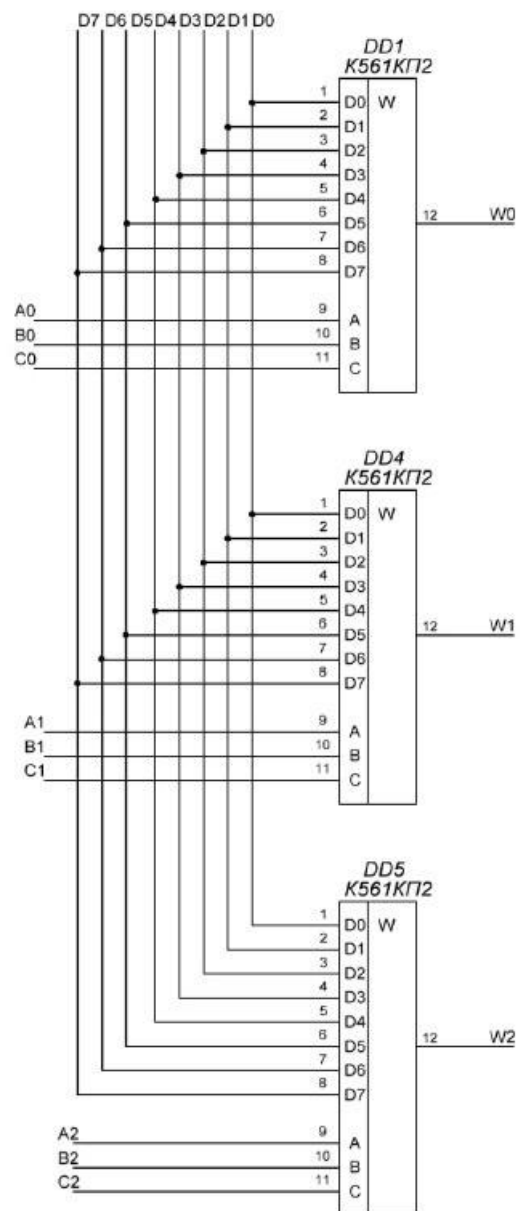 D7 D6 D5 D4 D3 D2 D1 D0
DD1
К561КП2
1 D0 W
2 D1
3 D2
4 D3
5 D4
6 D5 12 W0
7 D6
8 D7
A0 9 A
B0 10 B
C0 11 C
DD4
К561КП2
1 D0 W
2 D1
3 D2
4 D3
5 D4
6 D5 12 W1
7 D6
8 D7
A1 9 A
B1 10 B
C1 11 C
DD5
К561КП2
1 D0 W
2 D1
3 D2
4 D3
5 D4
6 D5 12 W2
7 D6
8 D7
A2 9 A
B2 10 B
C2 11 C